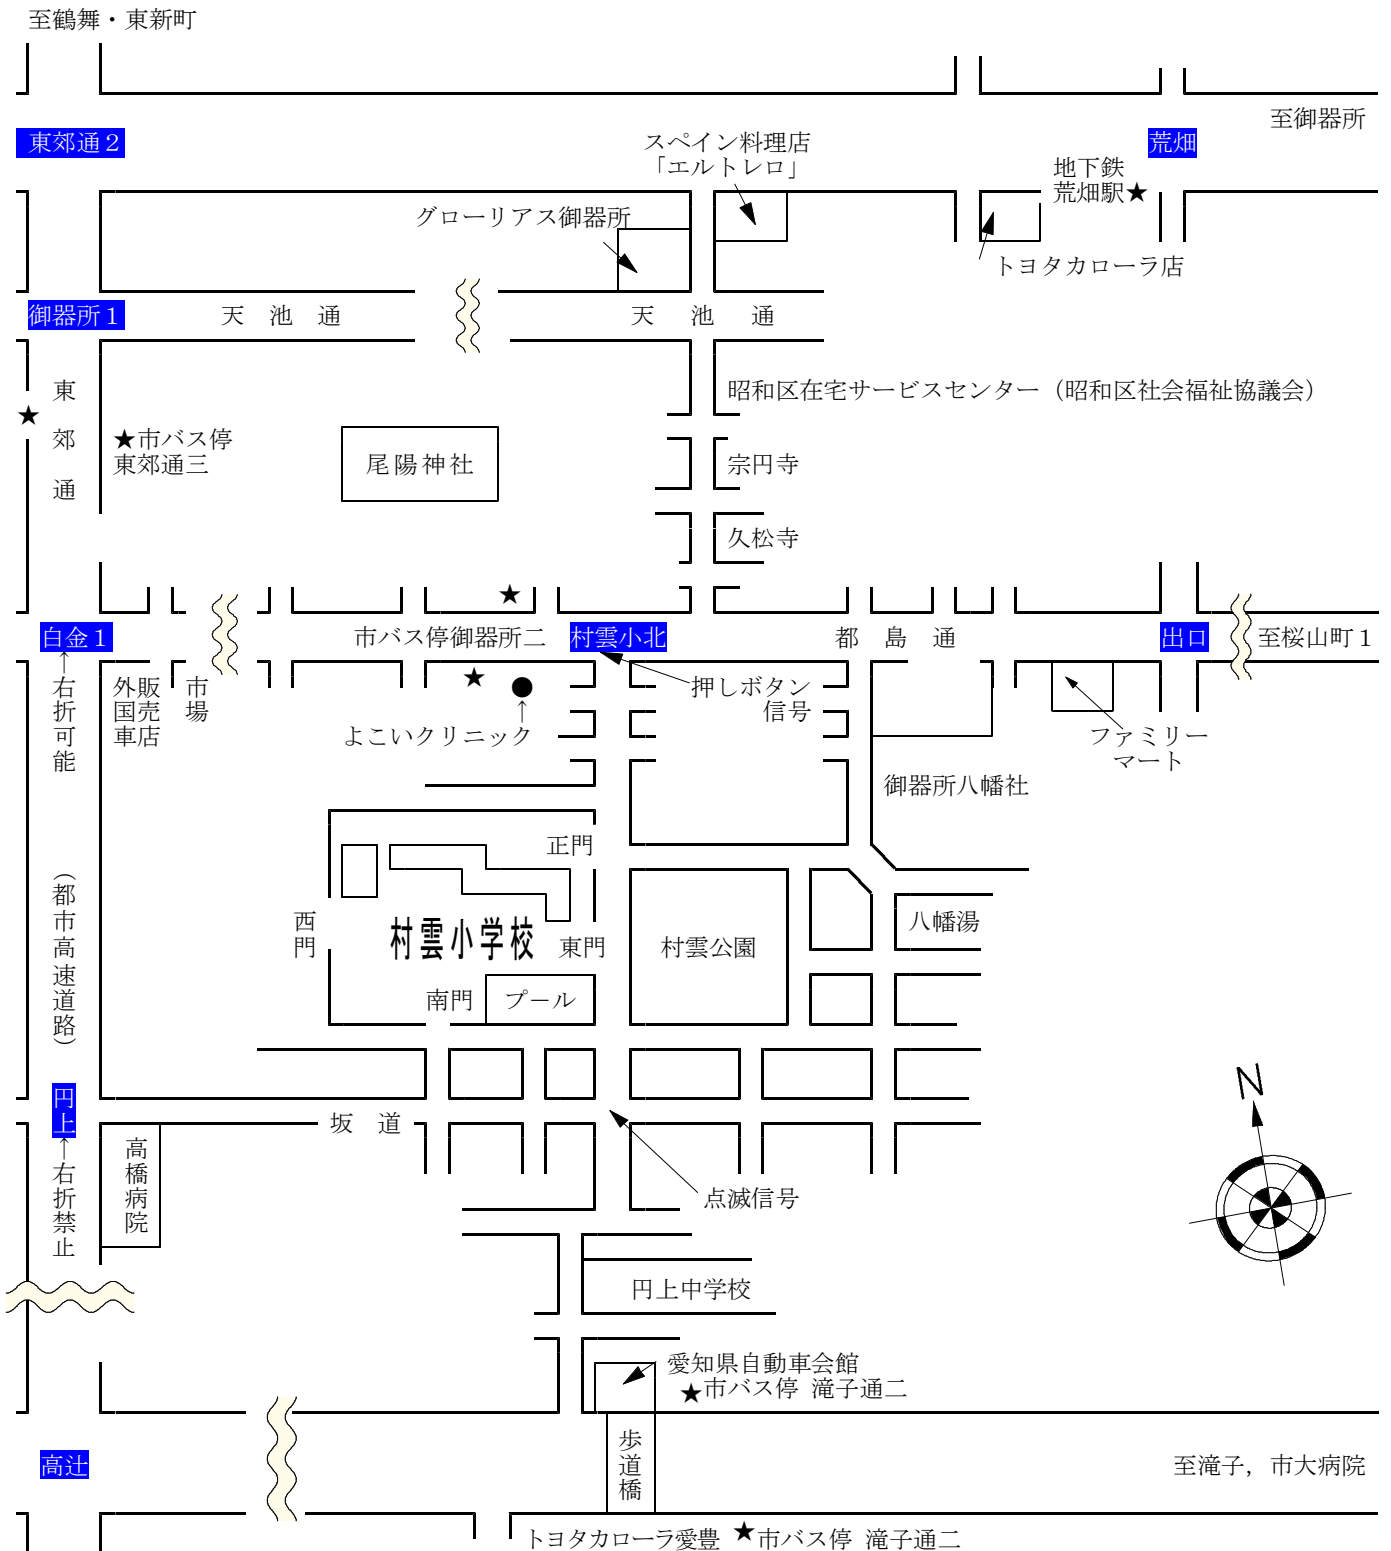 至鶴舞・東新町
至御器所
東郊通２
スペイン料理店
「エルトレロ」
荒畑
地下鉄
荒畑駅★
グローリアス御器所
トヨタカローラ店
御器所１
天　池　通
天　池　通
東郊通
★
★市バス停
東郊通三
昭和区在宅サービスセンター（昭和区社会福祉協議会）
尾陽神社
宗円寺
久松寺
★
白金１
市バス停御器所二
村雲小北
都　島　通
出口
至桜山町１
←右折可能
外国車
販売店
市場
★
●
←
よこいクリニック
押しボタン
信号
ファミリー
マート
御器所八幡社
正門
（都市高速道路）
西門
村雲小学校
東門
村雲公園
八幡湯
南門
プール
円上
坂　道
←右折禁止
高橋病院
点滅信号
N
円上中学校
愛知県自動車会館
★市バス停 滝子通二
高辻
歩道橋
至滝子，市大病院
トヨタカローラ愛豊 ★市バス停 滝子通二